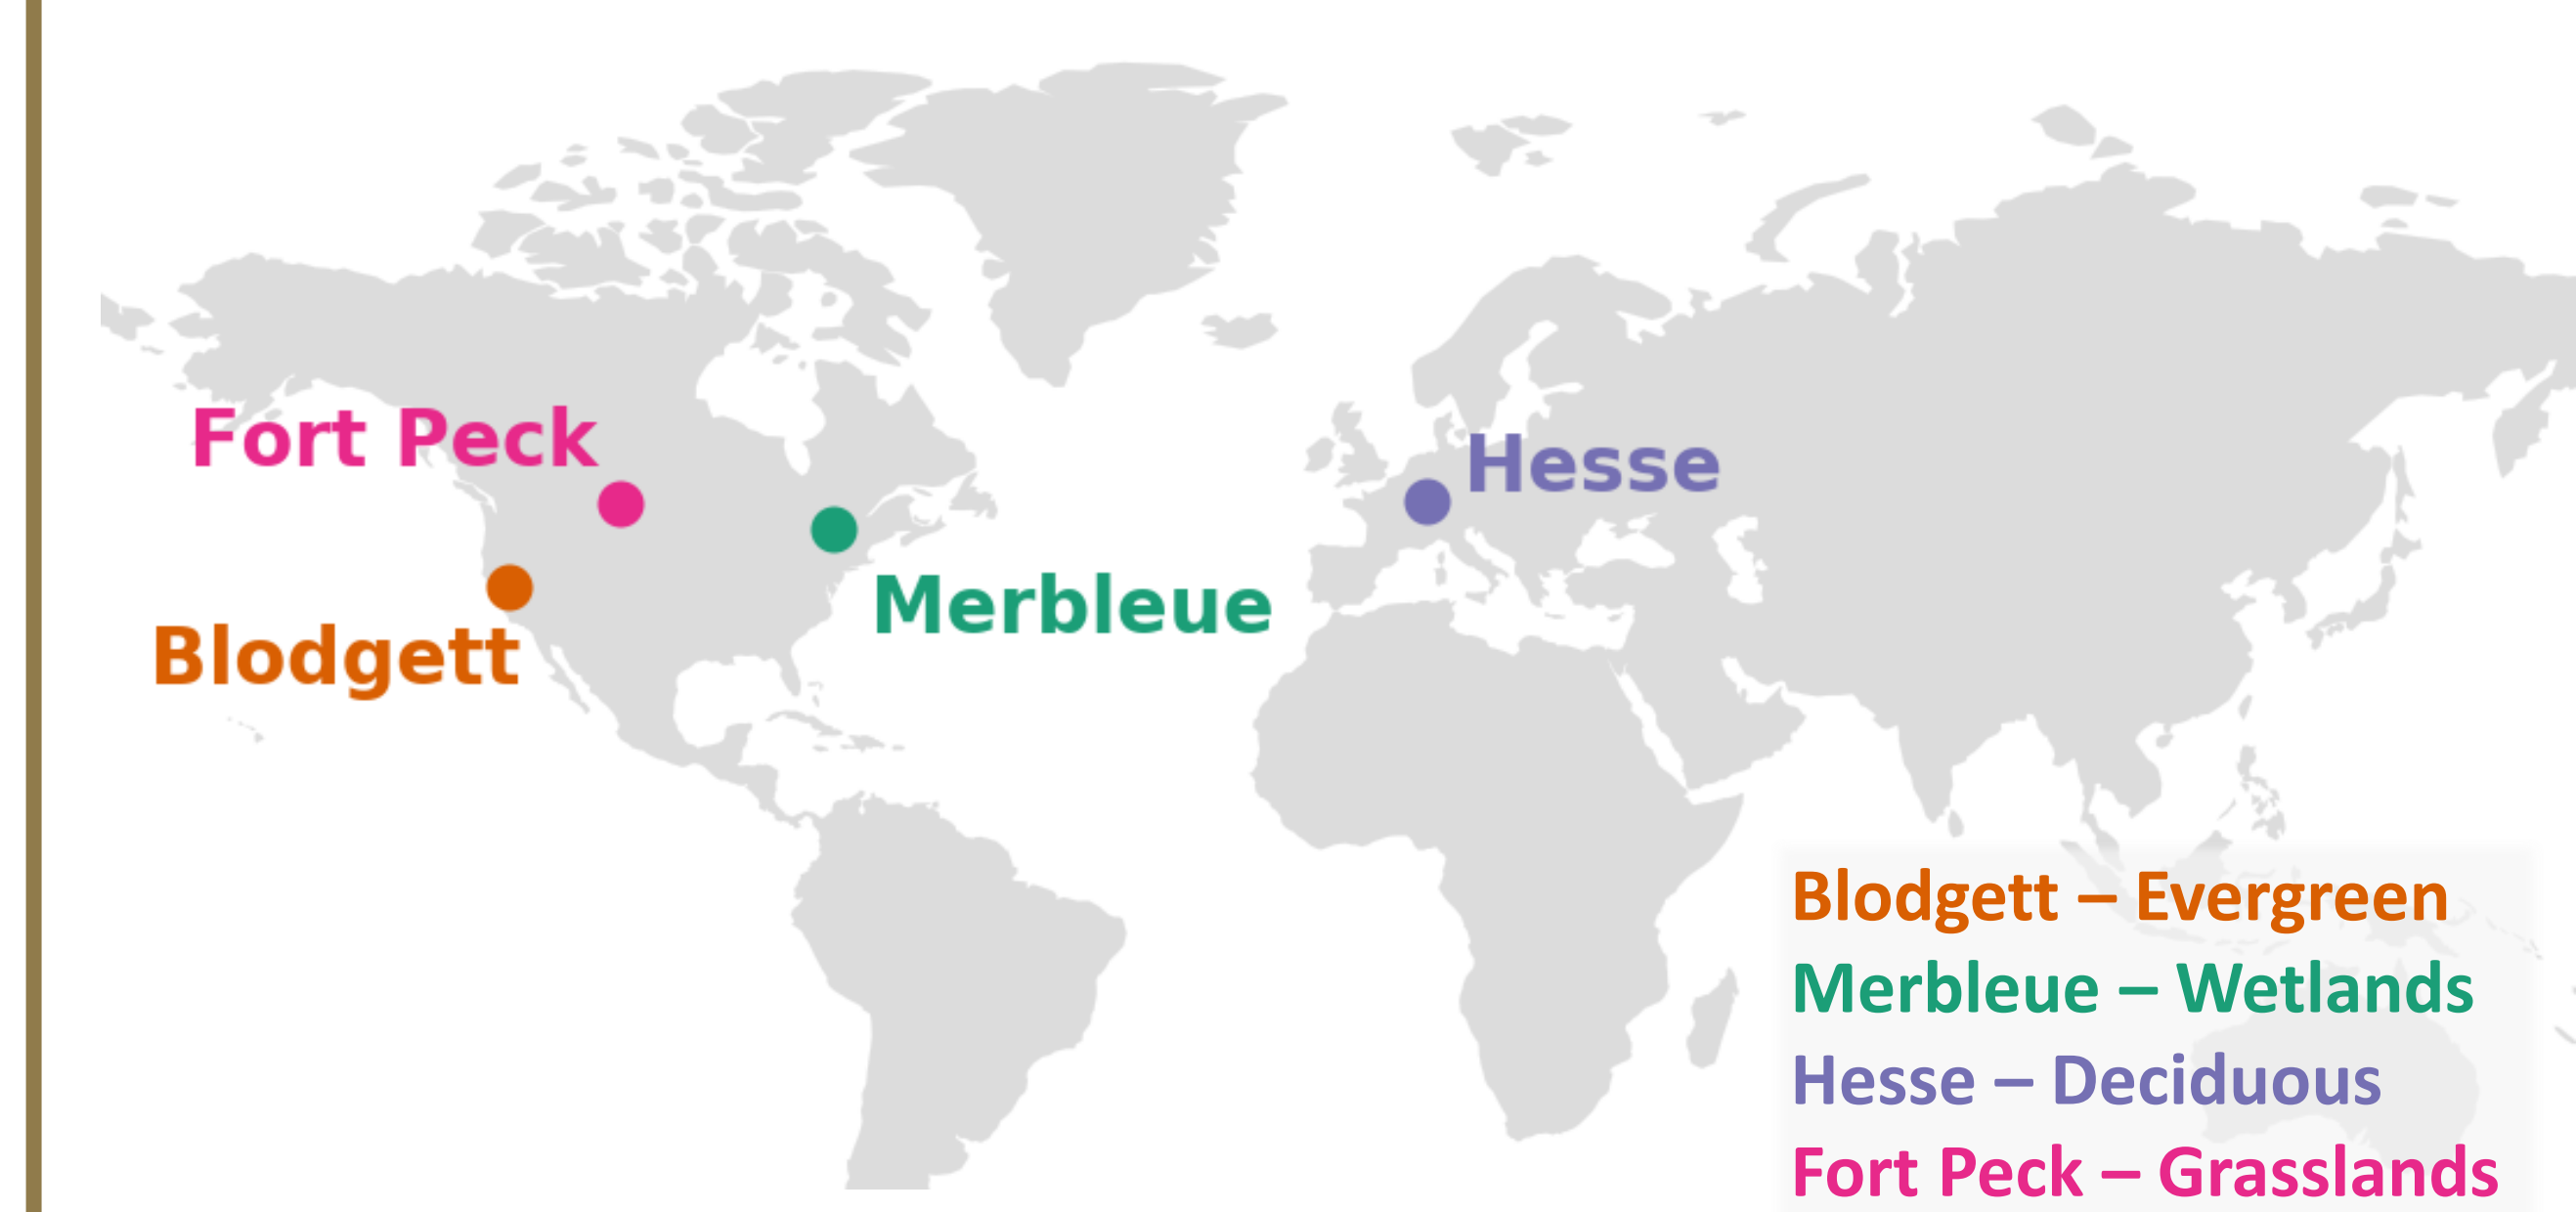 Fort Peck
Hesse
Merbleue
Blodgett
Blodgett – Evergreen
Merbleue – Wetlands
Hesse – Deciduous
Fort Peck – Grasslands